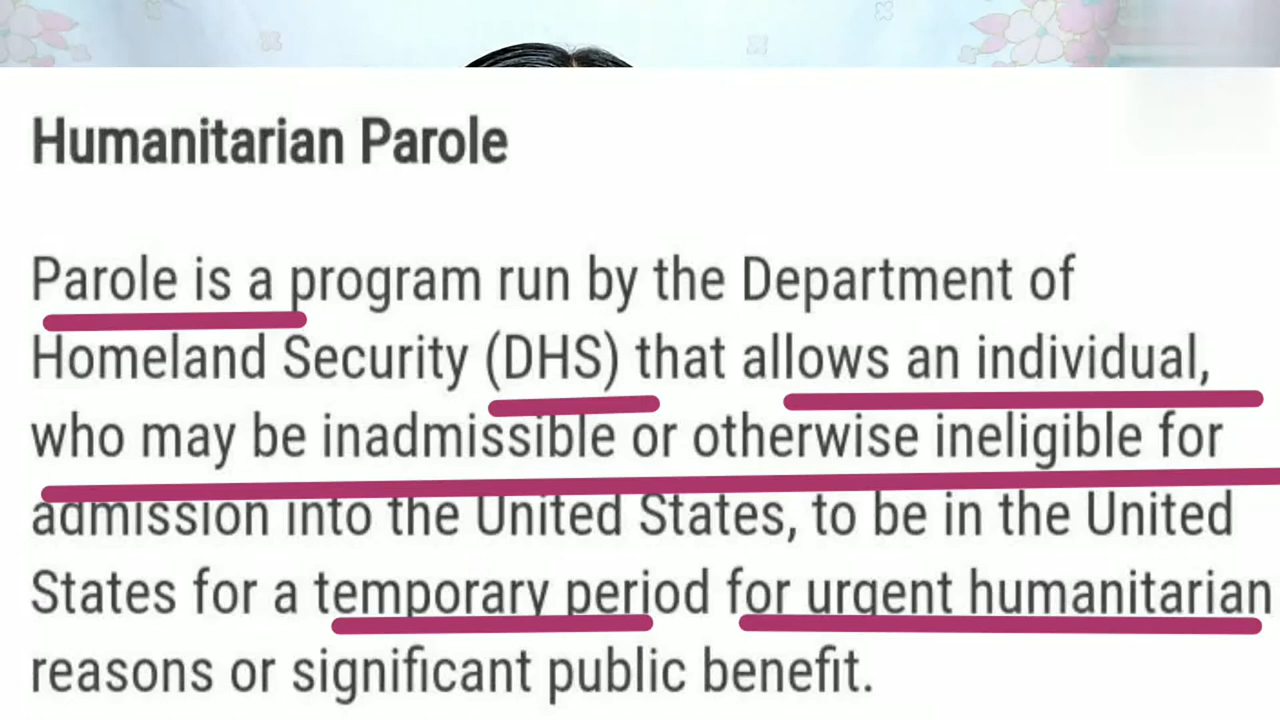 Humanitarian Parole
Parole is a program run by the Department of
Homeland Security (DHS) that allows an individual,
who may be inadmissible or otherwise ineligible for
admission into the United States, to be in the United
States for a temporary period for urgent humanitarian
reasons or significant public benefit.